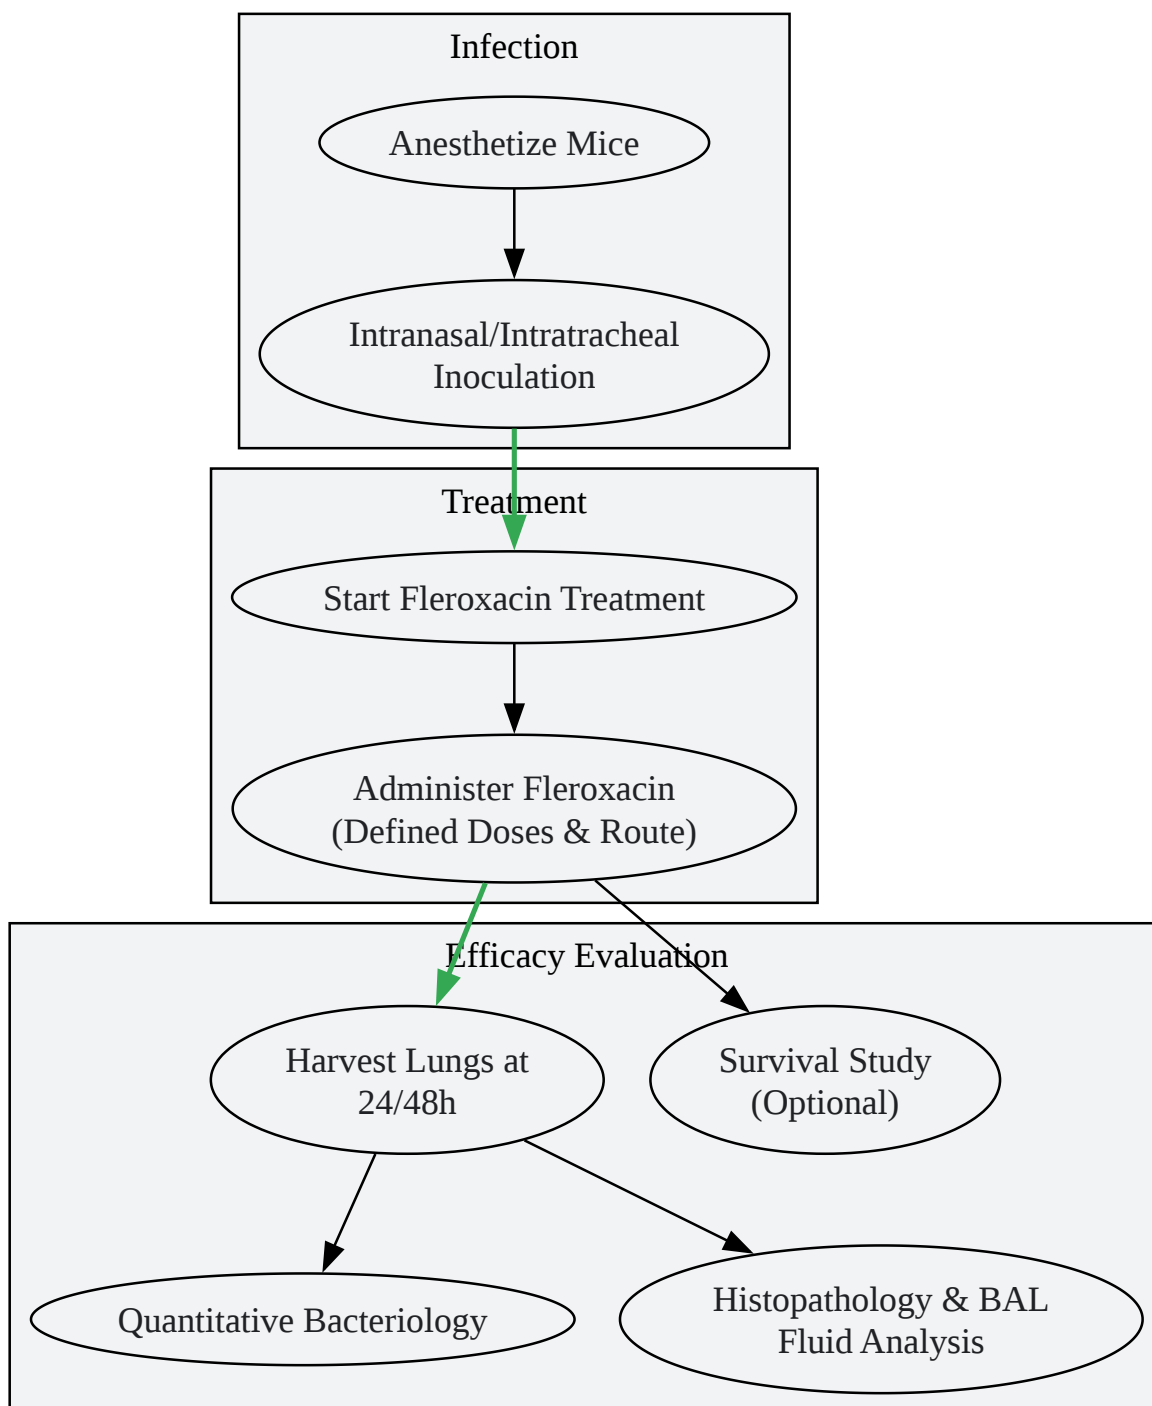 Infection
Anesthetize Mice
Intranasal/Intratracheal
Inoculation
Treatment
Start Fleroxacin Treatment
Administer Fleroxacin
(Defined Doses & Route)
Efficacy Evaluation
Harvest Lungs at
24/48h
Survival Study
(Optional)
Quantitative Bacteriology
Histopathology & BAL
Fluid Analysis